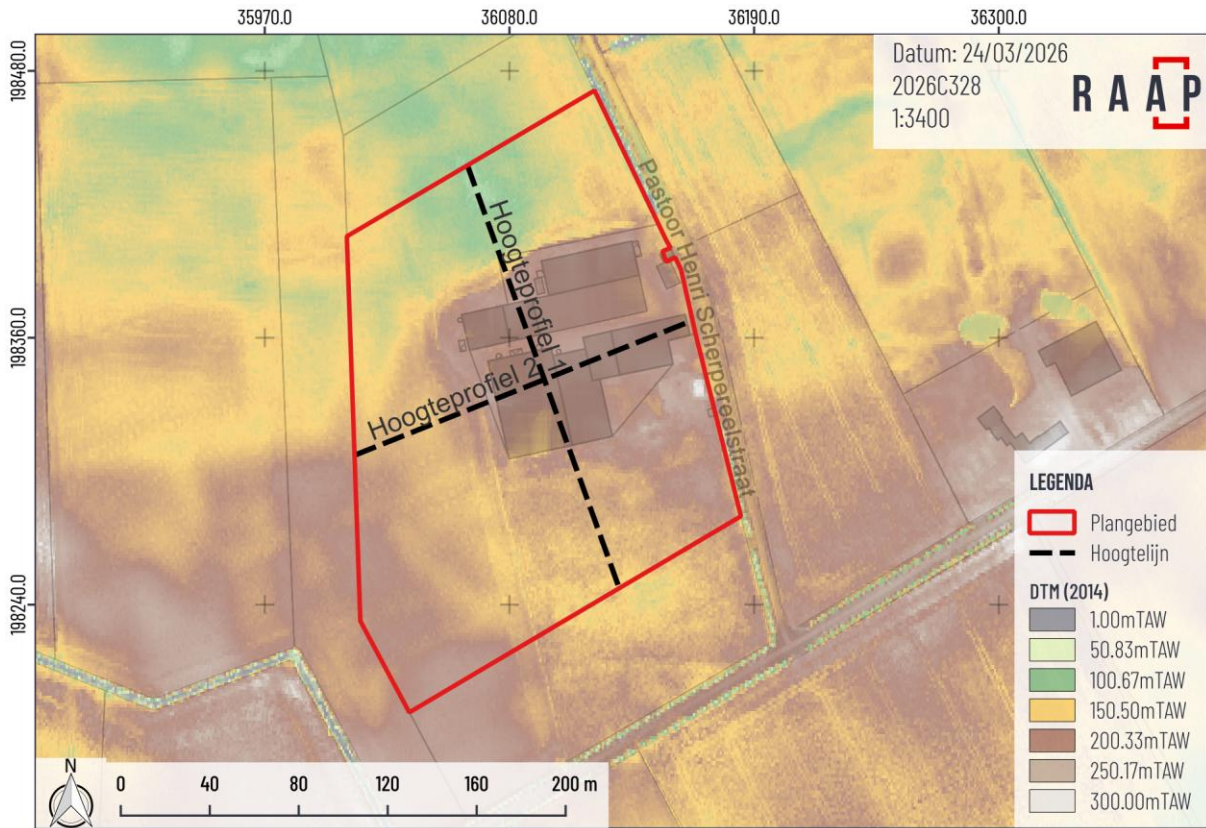 35970.0 36080.0 36190.0 36300.0
198480.0
198360.0
198240.0
Datum: 24/03/2026
2026C328
1:3400
RAAP
Pastoor Henri Scherpereelstraat
Hoogteprofiel 1
Hoogteprofiel 2
LEGENDA
Plangebied
Hoogtelijn
DTM (2014)
1.00mTAW
50.83mTAW
100.67mTAW
150.50mTAW
200.33mTAW
250.17mTAW
300.00mTAW
N
0 40 80 120 160 200 m